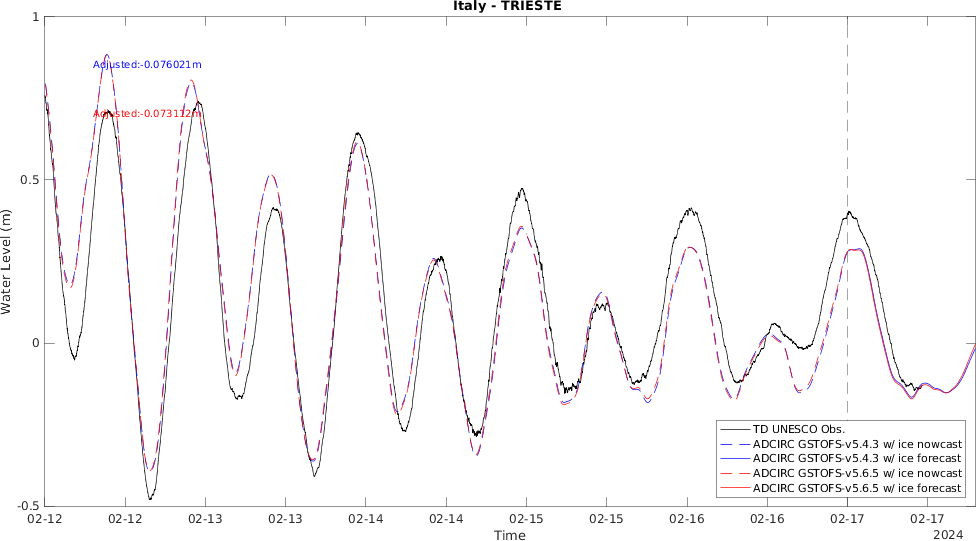 Italy - TRIESTE
1
Adjusted:-0.076021m
Adjusted:-0.073112m
0.5
Water Level (m)
0
TD UNESCO Obs.
ADCIRC GSTOFS-v5.4.3 w/ ice nowcast
ADCIRC GSTOFS-v5.4.3 w/ ice forecast
ADCIRC GSTOFS-v5.6.5 w/ ice nowcast
ADCIRC GSTOFS-v5.6.5 w/ ice forecast
-0.5
02-12 02-12 02-13 02-13 02-14 02-14 02-15 02-15 02-16 02-16 02-17 02-17
Time
2024